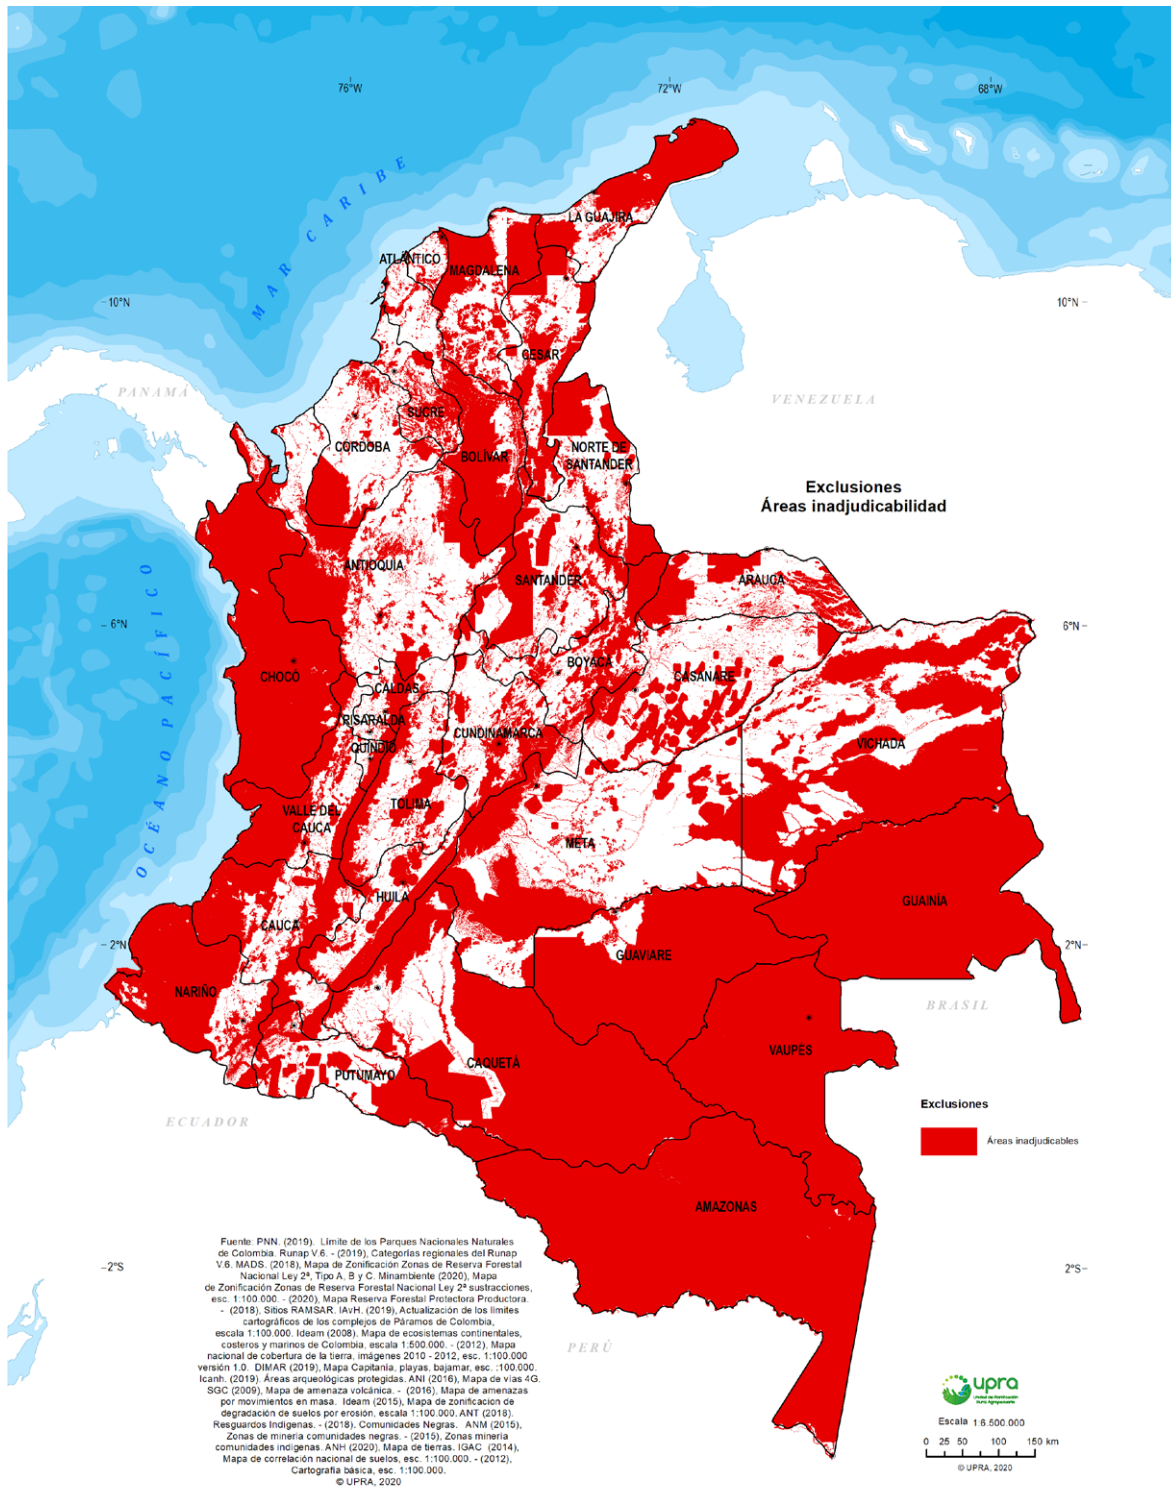 76°W
72°W
68°W
MAR CARIBE
LA GUAJIRA
ATLÁNTICO
MAGDALENA
10°N
10°N
CESAR
PANAMÁ
VENEZUELA
SUCRE
CORDOBA
BOLÍVAR
NORTE DE
SANTANDER
Exclusiones
Áreas inadjudicabilidad
ANTIOQUIA
SANTANDER
ARAUCA
OCÉANO PACÍFICO
6°N
6°N
CHOCÓ
BOYACA
CASANARE
CALDAS
RISARALDA
QUINDIO
CUNDINAMARCA
VICHADA
VALLE DEL
CAUCA
TOLIMA
META
HUILA
GUAINÍA
CAUCA
2°N
2°N
GUAVIARE
NARIÑO
BRASIL
VAUPÉS
CAQUETÁ
PUTUMAYO
ECUADOR
Exclusiones
Áreas inadjudicables
AMAZONAS
Fuente: PNN. (2019). Límite de los Parques Nacionales Naturales
de Colombia. Runap V.6. - (2019), Categorías regionales del Runap
V.6. MADS. (2018), Mapa de Zonificación Zonas de Reserva Forestal
Nacional Ley 2ª, Tipo A, B y C. Minambiente (2020), Mapa
de Zonificación Zonas de Reserva Forestal Nacional Ley 2ª sustracciones,
esc. 1:100.000. - (2020), Mapa Reserva Forestal Protectora Productora.
- (2018), Sitios RAMSAR. IAvH. (2019), Actualización de los límites
cartográficos de los complejos de Páramos de Colombia,
escala 1:100.000. Ideam (2008). Mapa de ecosistemas continentales,
costeros y marinos de Colombia, escala 1:500.000. - (2012), Mapa
nacional de cobertura de la tierra, imágenes 2010 - 2012, esc. 1:100.000
versión 1.0. DIMAR (2019), Mapa Capitanía, playas, bajamar, esc. :100.000.
Icanh. (2019). Áreas arqueológicas protegidas. ANI (2016), Mapa de vías 4G.
SGC (2009), Mapa de amenaza volcánica. - (2016), Mapa de amenazas
por movimientos en masa. Ideam (2015), Mapa de zonificacion de
degradación de suelos por erosión, escala 1:100.000. ANT (2018).
Resguardos Indígenas. - (2018). Comunidades Negras. ANM (2015),
Zonas de minería comunidades negras. - (2015), Zonas minería
comunidades indígenas. ANH (2020), Mapa de tierras. IGAC (2014),
Mapa de correlación nacional de suelos, esc. 1:100.000. - (2012),
Cartografía básica, esc. 1:100.000.
© UPRA, 2020
2°S
2°S
PERÚ
upra
Unidad de Planificación
Rural Agropecuaria
Escala 1:6.500.000
0 25 50 100 150 km
© UPRA, 2020